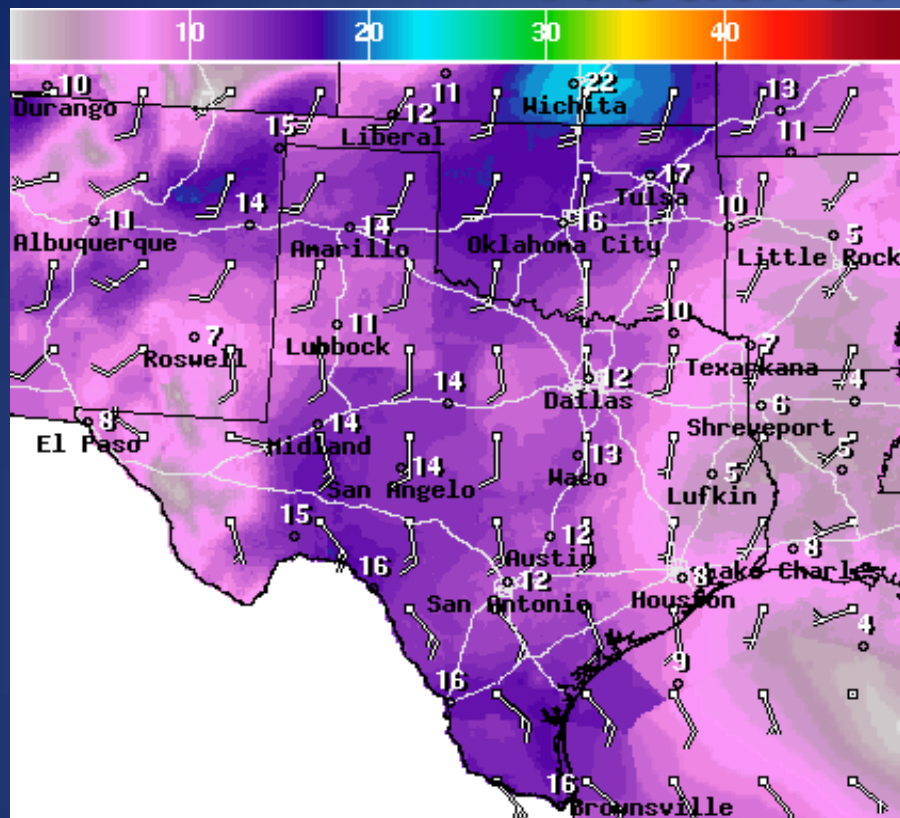 10 20 30 40
10 11 22 13
Durango Wichita
12
Liberal
15 11
17
Tulsa
14 14 16 10
11 5
Albuquerque Amarillo Oklahoma City
Little Rock
11 10
7 7
Roswell Lubbock
Texarkana
14 12 4
Dallas
8 14 6
El Paso Midland Shreveport
14 13 5 5
San Angelo Waco Lufkin
15 12 8
Austin
16 12 8 Lake Charles
San Antonio Houston
4
16 9
16
Brownsville